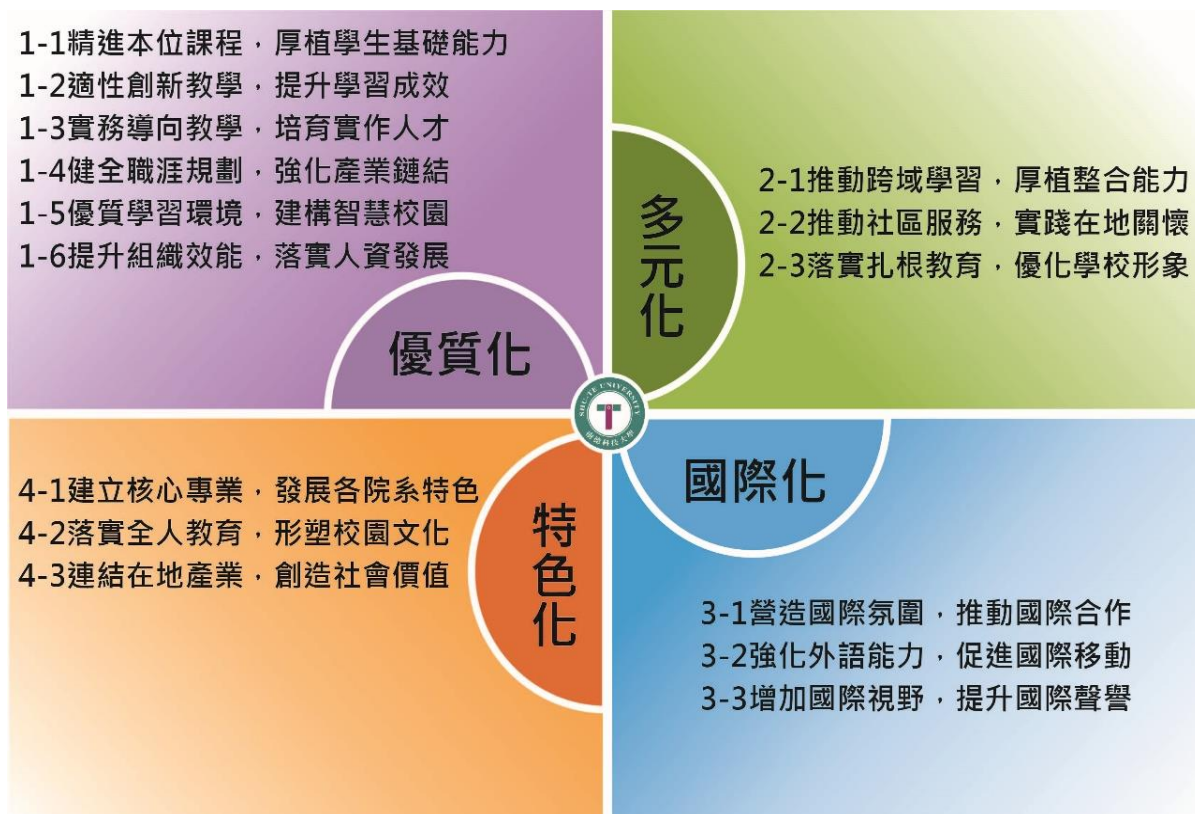 1-1精進本位課程，厚植學生基礎能力
1-2適性創新教學，提升學習成效
1-3實務導向教學，培育實作人才
1-4健全職涯規劃，強化產業鏈結
1-5優質學習環境，建構智慧校園
1-6提升組織效能，落實人資發展
優質化
多元化
2-1推動跨域學習，厚植整合能力
2-2推動社區服務，實踐在地關懷
2-3落實扎根教育，優化學校形象
SHU-TE UNIVERSITY
樹德科技大學
4-1建立核心專業，發展各院系特色
4-2落實全人教育，形塑校園文化
4-3連結在地產業，創造社會價值
特色化
國際化
3-1營造國際氛圍，推動國際合作
3-2強化外語能力，促進國際移動
3-3增加國際視野，提升國際聲譽